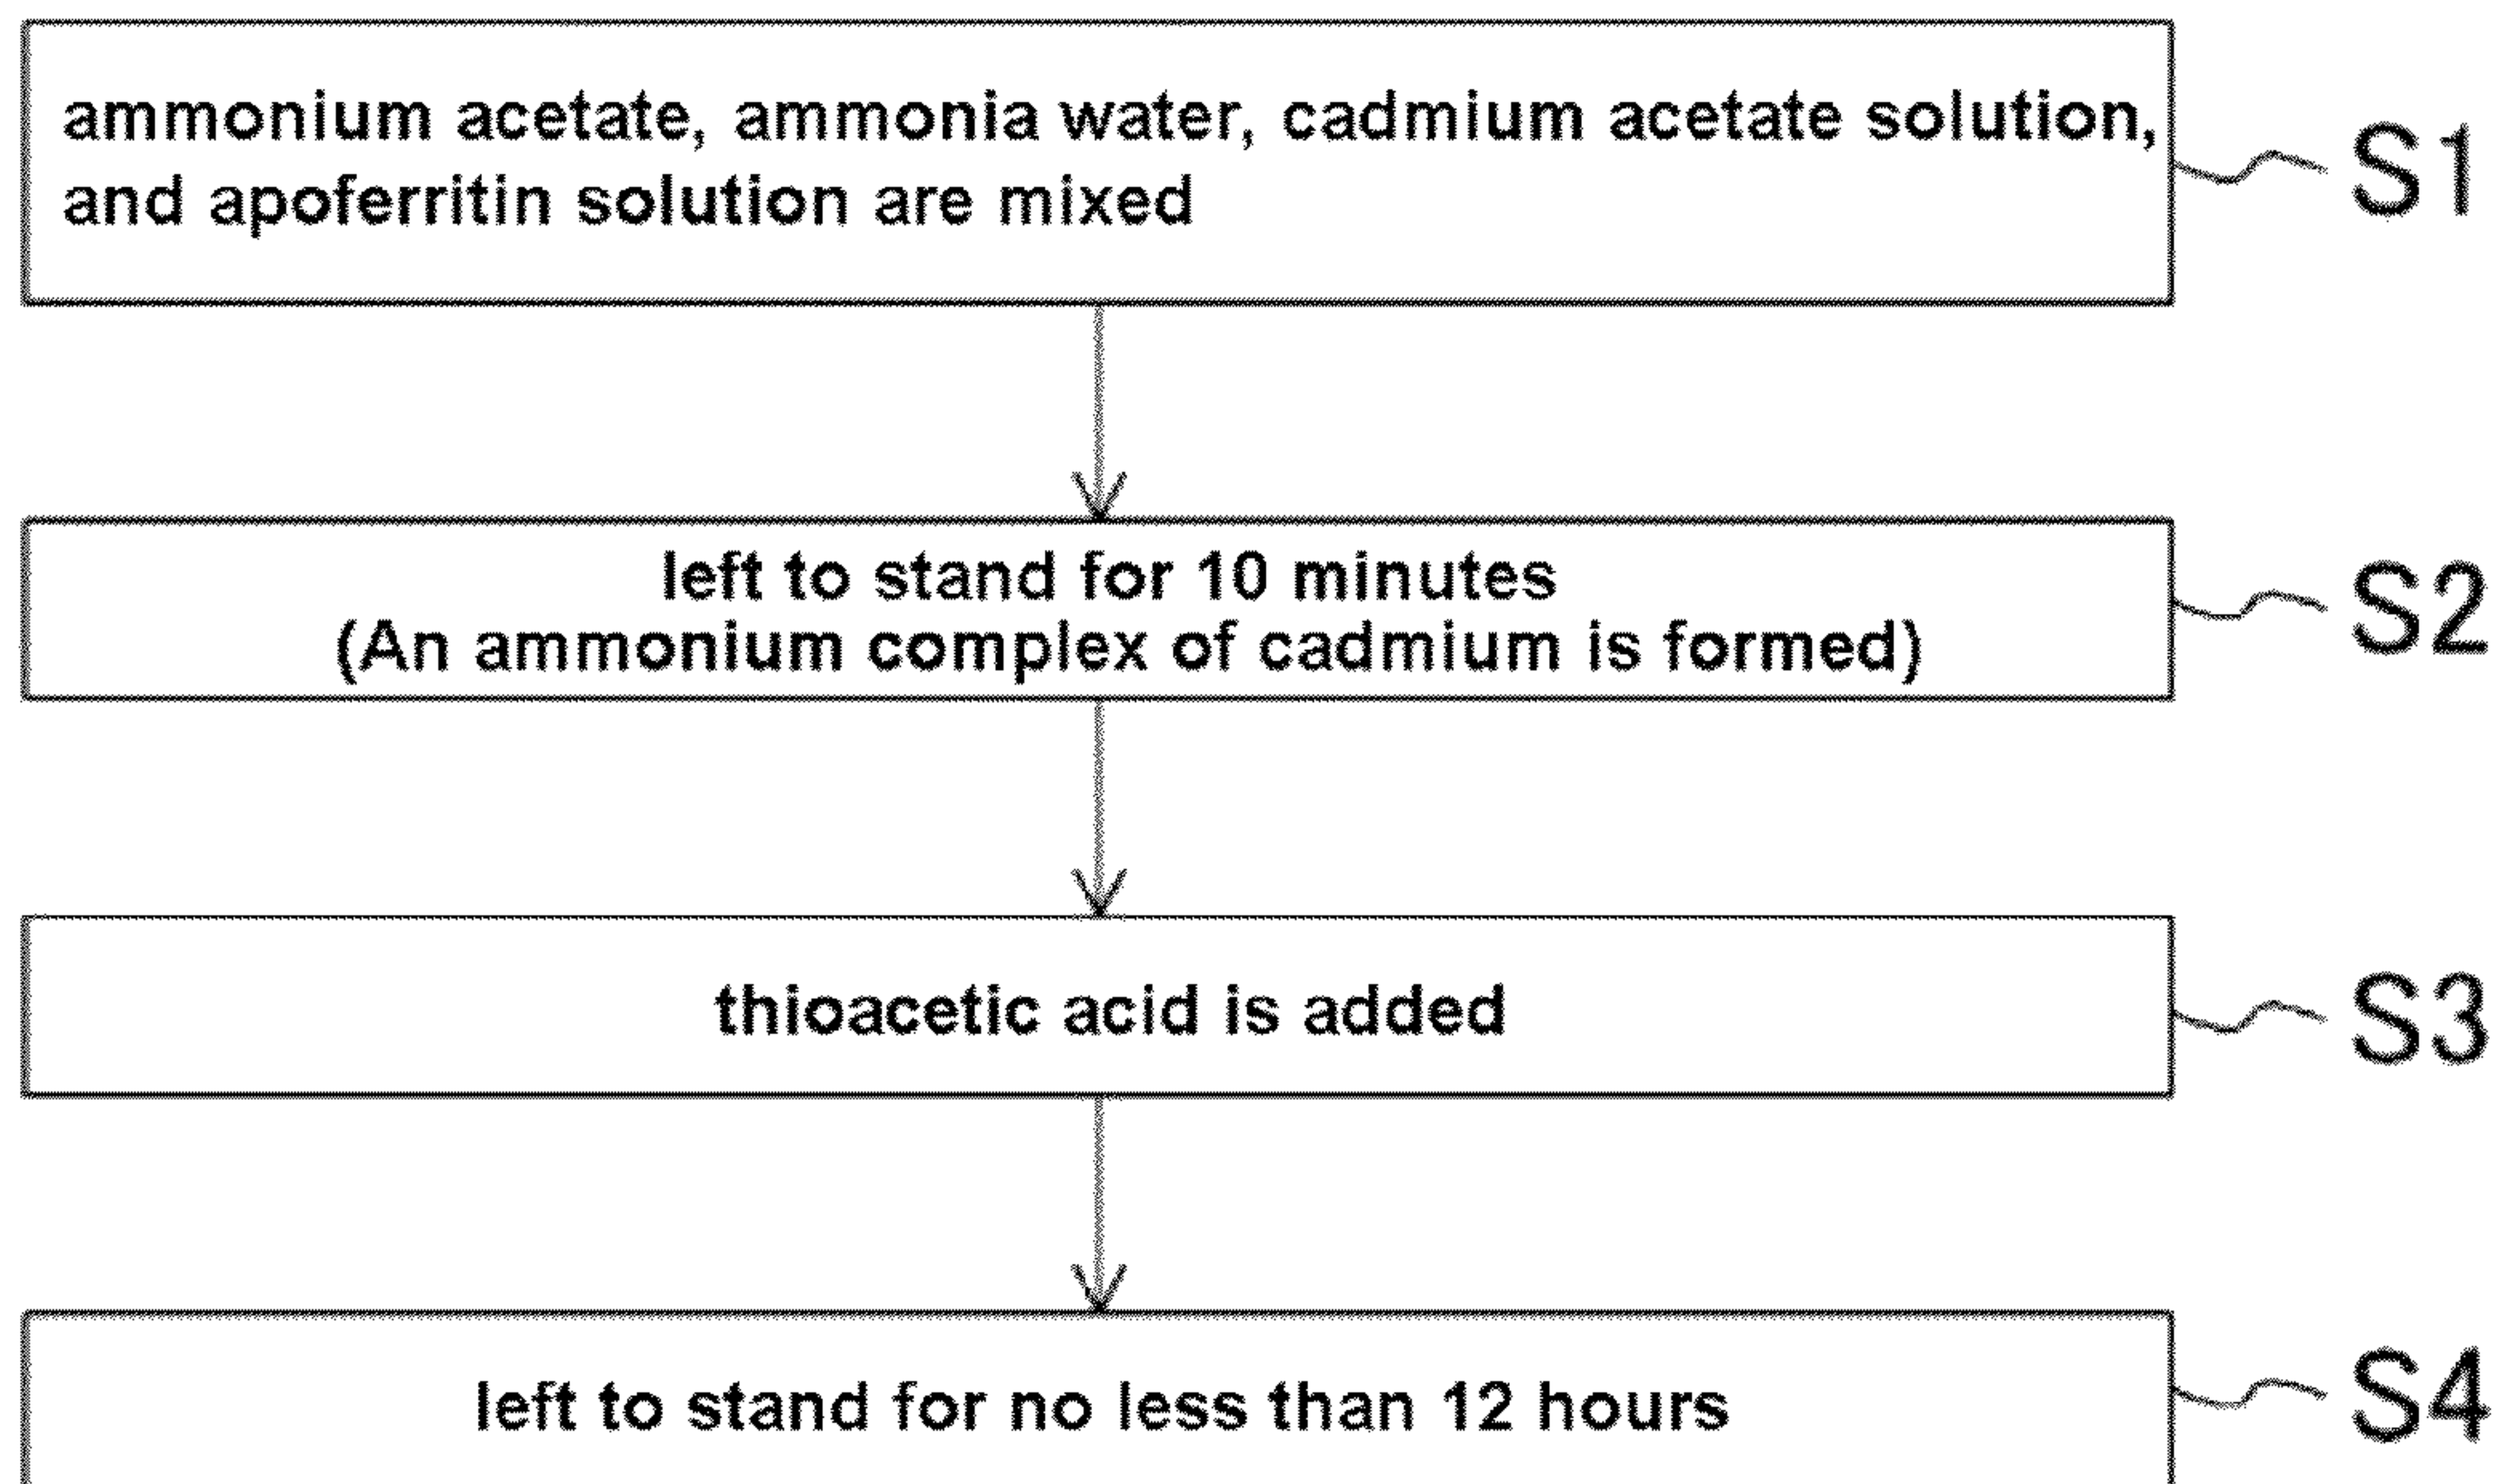 ammonium acetate, ammonia water, cadmium acetate solution,
and apoferritin solution are mixed
S1
left to stand for 10 minutes
(An ammonium complex of cadmium is formed)
S2
thioacetic acid is added
S3
left to stand for no less than 12 hours
S4